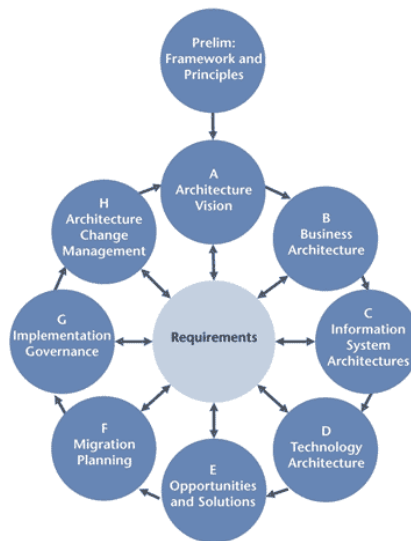 Prelim:
Framework and
Principles
A
Architecture
Vision
B
Business
Architecture
C
Information
System
Architectures
D
Technology
Architecture
E
Opportunities
and Solutions
F
Migration
Planning
G
Implementation
Governance
H
Architecture
Change
Management
Requirements